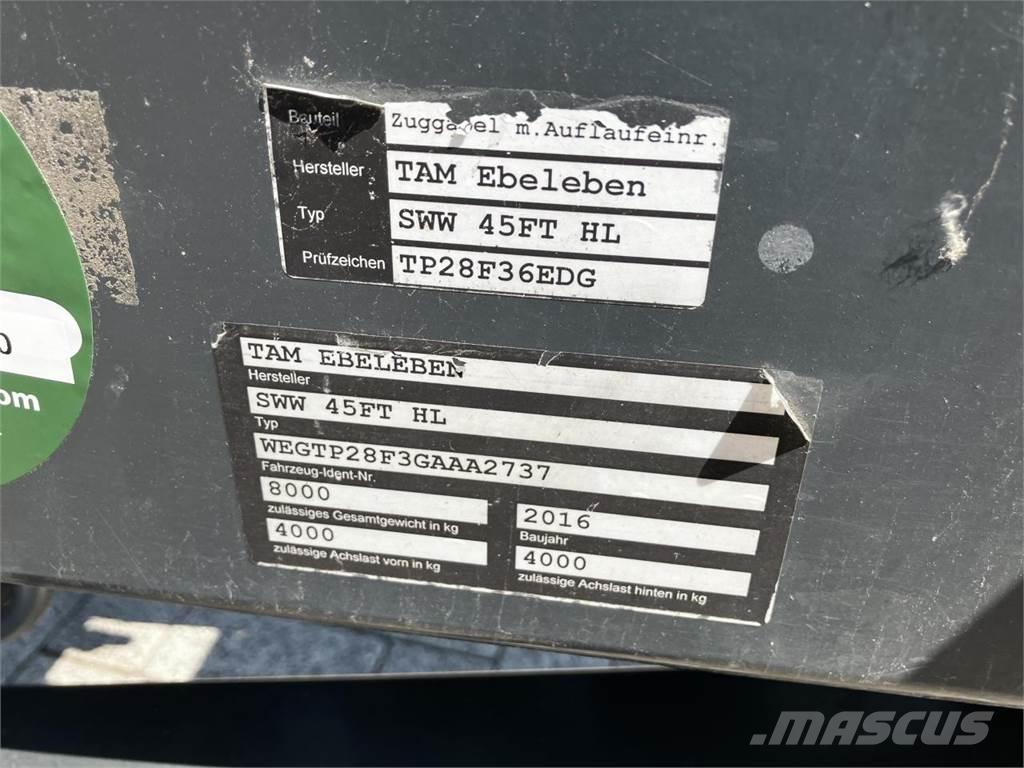 Bauteil Zuggabel m.Auflaufeinr.
Hersteller TAM Ebeleben
Typ SWW 45FT HL
Prüfzeichen TP28F36EDG
TAM EBELEBEN
Hersteller
SWW 45FT HL
Typ
WEGTP28F3GAAA2737
Fahrzeug-Ident-Nr.
8000
zulässiges Gesamtgewicht in kg
2016
Baujahr
4000
zulässige Achslast vorn in kg
4000
zulässige Achslast hinten in kg
0
om
MASCUS